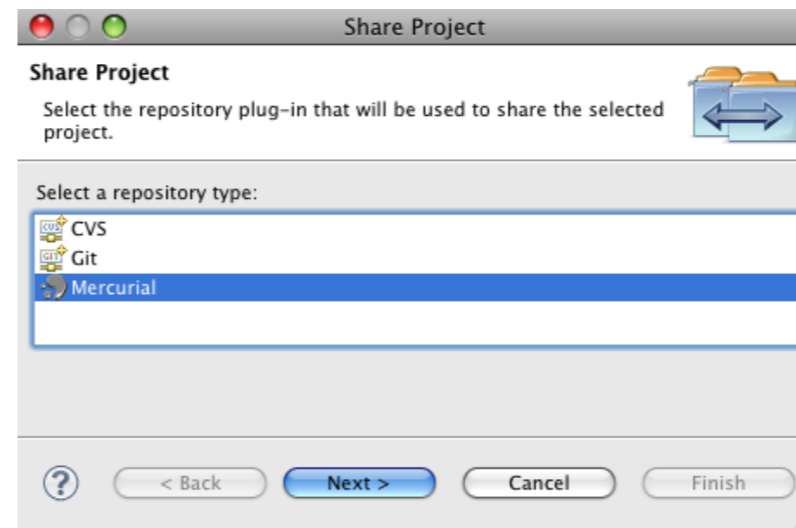 Share Project
Share Project
Select the repository plug-in that will be used to share the selected
project.
Select a repository type:
CVS
Git
Mercurial
? < Back Next > Cancel Finish